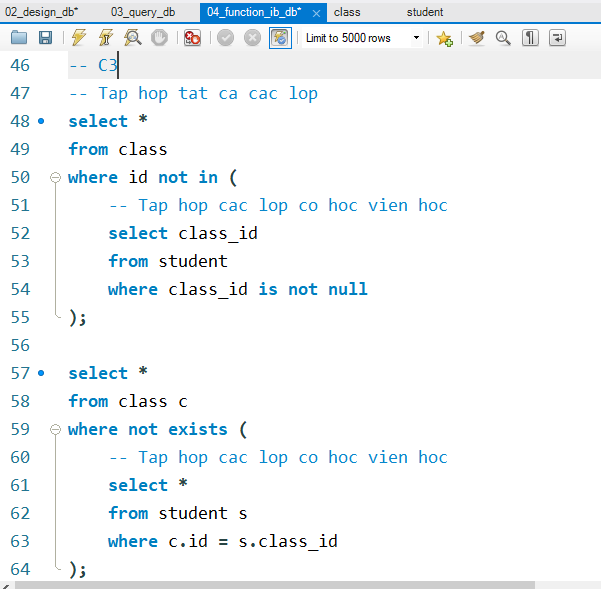 02_design_db* 03_query_db 04_function_ib_db* class student
Limit to 5000 rows
46 -- C3
47 -- Tap hop tat ca cac lop
48 select *
49 from class
50 where id not in (
51 -- Tap hop cac lop co hoc vien hoc
52 select class_id
53 from student
54 where class_id is not null
55 );
56
57 select *
58 from class c
59 where not exists (
60 -- Tap hop cac lop co hoc vien hoc
61 select *
62 from student s
63 where c.id = s.class_id
64 );